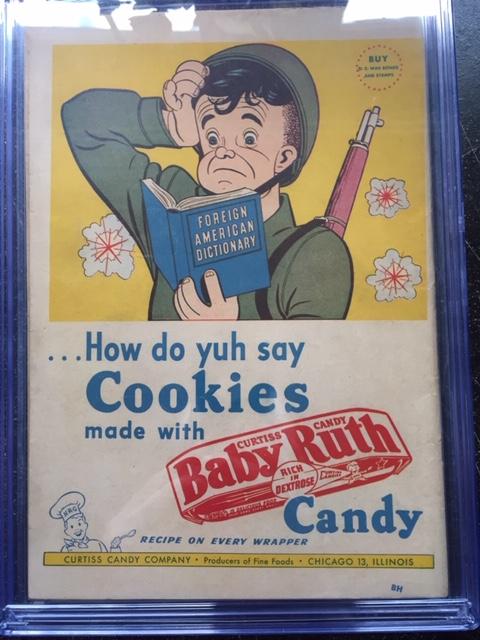 BUY
U.S. WAR BONDS
AND STAMPS
FOREIGN
AMERICAN
DICTIONARY
...How do yuh say
Cookies
made with
CURTISS CANDY
Baby Ruth
RICH
IN
DEXTROSE
Candy
RECIPE ON EVERY WRAPPER
CURTISS CANDY COMPANY • Producers of Fine Foods • CHICAGO 13, ILLINOIS
BH